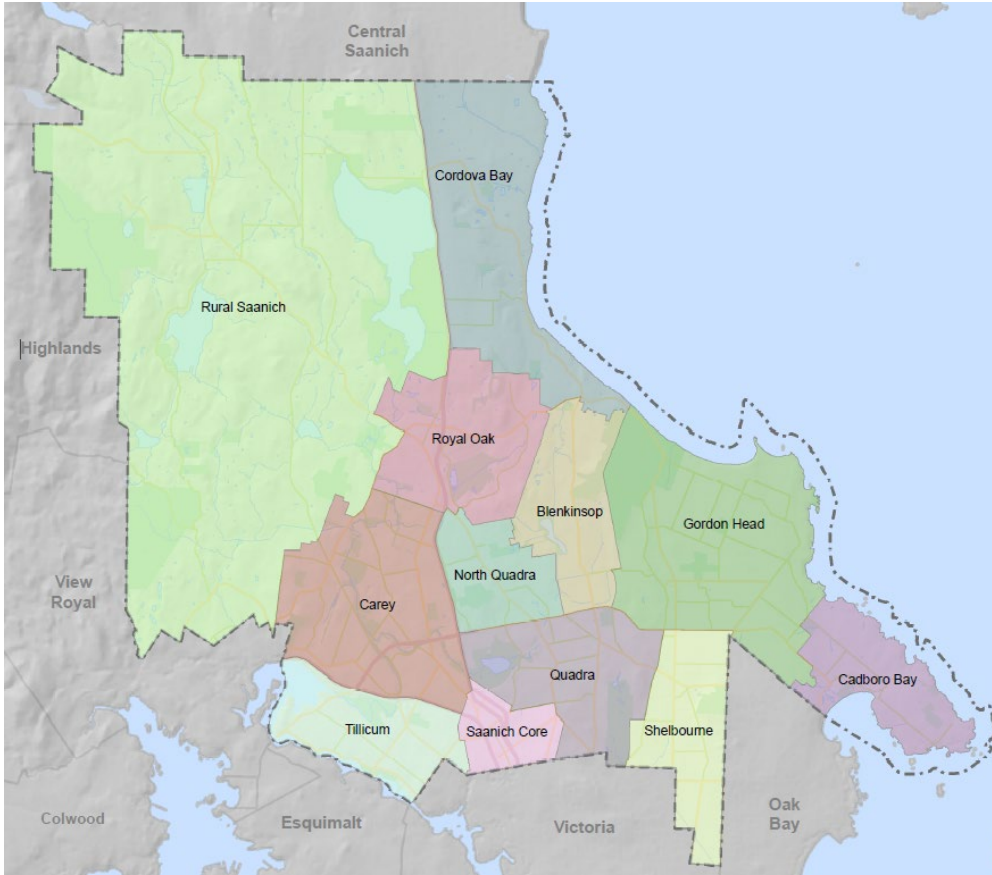 Central
Saanich
Cordova Bay
Rural Saanich
Highlands
Royal Oak
Blenkinsop
Gordon Head
North Quadra
View
Royal
Carey
Quadra
Cadboro Bay
Tillicum
Saanich Core
Shelbourne
Oak
Bay
Colwood
Esquimalt
Victoria